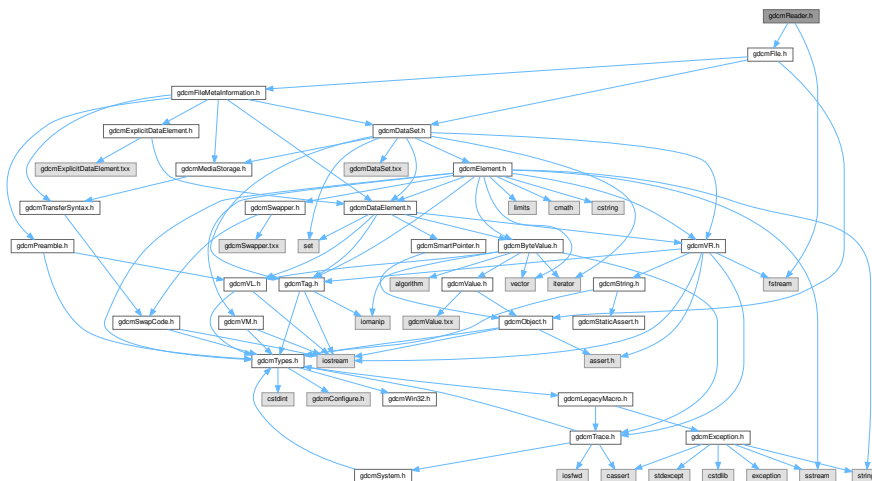 gdcmReader.h
gdcmFile.h
gdcmFileMetaInformation.h
gdcmExplicitDataElement.h
gdcmDataSet.h
gdcmExplicitDataElement.txx
gdcmMediaStorage.h
gdcmDataSet.txx
gdcmElement.h
gdcmTransferSyntax.h
gdcmSwapper.h
gdcmDataElement.h
limits
cmath
cstring
gdcmPreamble.h
gdcmSwapper.txx
set
gdcmSmartPointer.h
gdcmByteValue.h
gdcmVR.h
gdcmVL.h
gdcmTag.h
algorithm
gdcmValue.h
vector
iterator
gdcmString.h
fstream
gdcmSwapCode.h
gdcmVM.h
iomanip
gdcmValue.txx
gdcmObject.h
gdcmStaticAssert.h
gdcmTypes.h
iostream
assert.h
cstdint
gdcmConfigure.h
gdcmWin32.h
gdcmLegacyMacro.h
gdcmTrace.h
gdcmException.h
gdcmSystem.h
iosfwd
cassert
stdexcept
cstdlib
exception
sstream
string